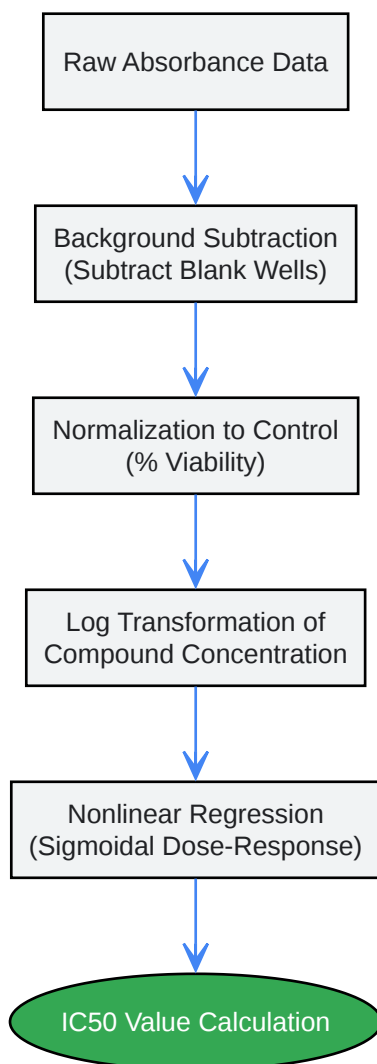 Raw Absorbance Data
Background Subtraction
(Subtract Blank Wells)
Normalization to Control
(% Viability)
Log Transformation of
Compound Concentration
Nonlinear Regression
(Sigmoidal Dose-Response)
IC50 Value Calculation